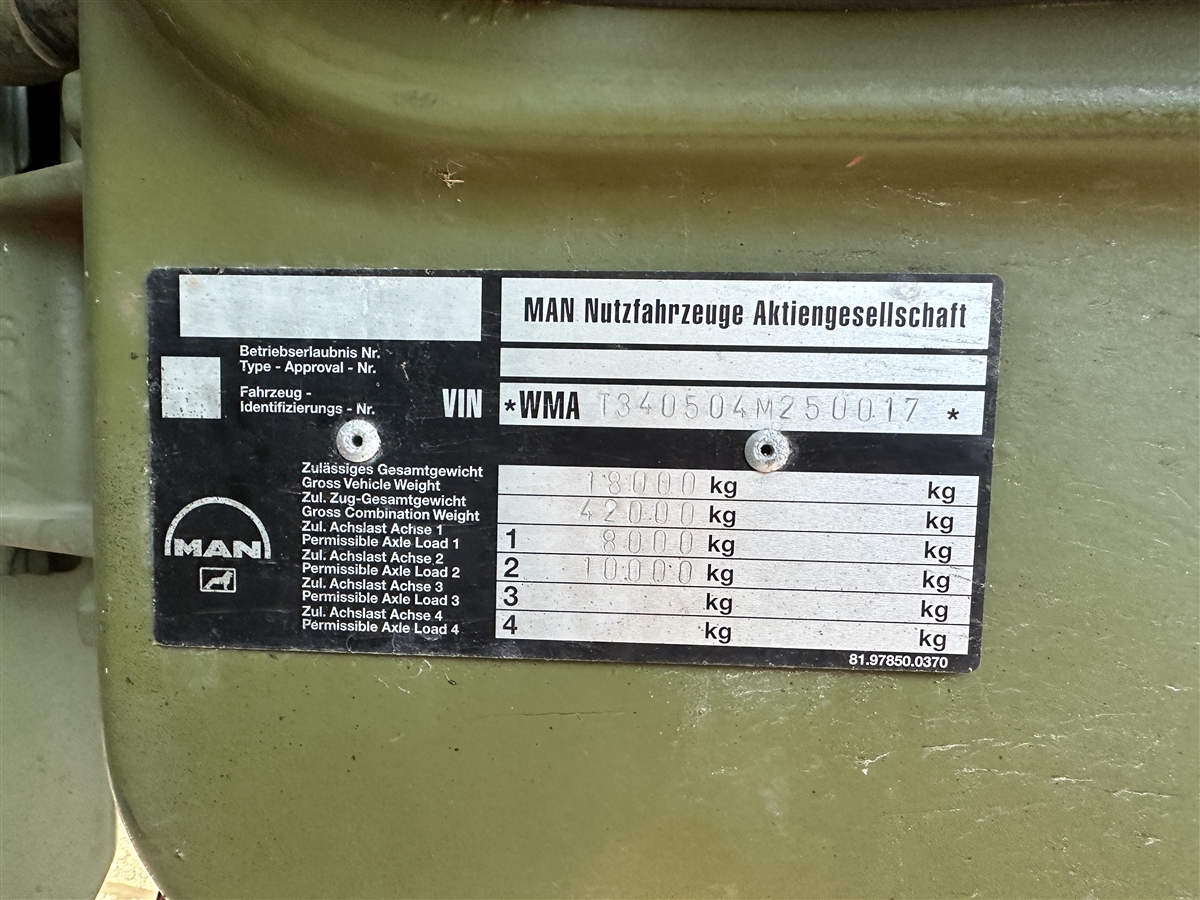 MAN Nutzfahrzeuge Aktiengesellschaft
Betriebserlaubnis Nr.
Type - Approval - Nr.
Fahrzeug -
Identifizierungs - Nr.
VIN *WMA T340504M250017 *
Zulässiges Gesamtgewicht
Gross Vehicle Weight
18000 kg kg
Zul. Zug-Gesamtgewicht
Gross Combination Weight
42000 kg kg
Zul. Achslast Achse 1
Permissible Axle Load 1
1 8000 kg kg
Zul. Achslast Achse 2
Permissible Axle Load 2
2 10000 kg kg
Zul. Achslast Achse 3
Permissible Axle Load 3
3 kg kg
Zul. Achslast Achse 4
Permissible Axle Load 4
4 kg kg
MAN
81.97850.0370